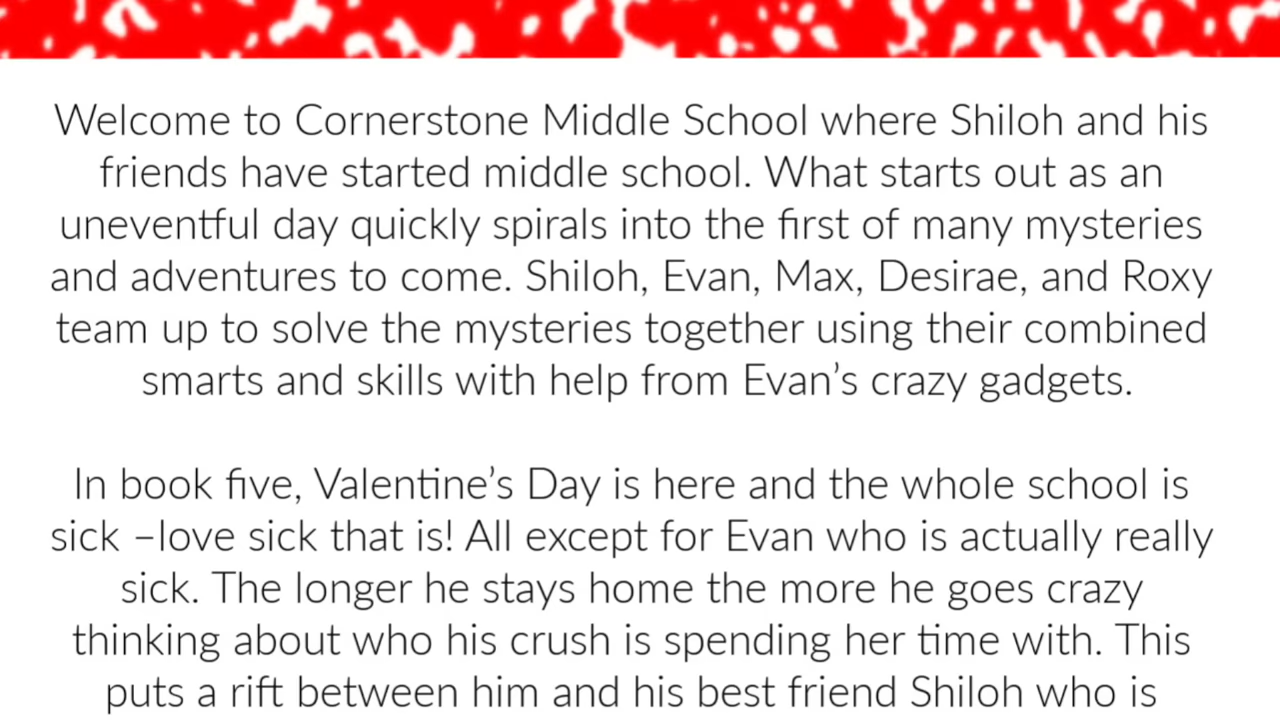 Welcome to Cornerstone Middle School where Shiloh and his
friends have started middle school. What starts out as an
uneventful day quickly spirals into the first of many mysteries
and adventures to come. Shiloh, Evan, Max, Desirae, and Roxy
team up to solve the mysteries together using their combined
smarts and skills with help from Evan’s crazy gadgets.
In book five, Valentine’s Day is here and the whole school is
sick –love sick that is! All except for Evan who is actually really
sick. The longer he stays home the more he goes crazy
thinking about who his crush is spending her time with. This
puts a rift between him and his best friend Shiloh who is